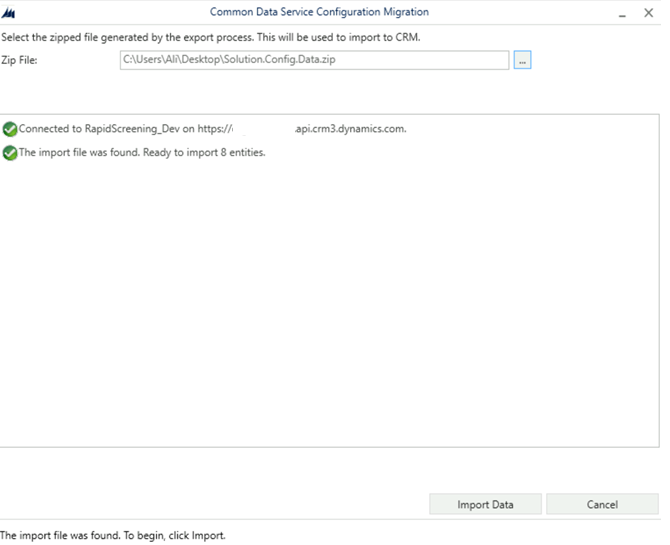 Common Data Service Configuration Migration
Select the zipped file generated by the export process. This will be used to import to CRM.
Zip File:
C:\Users\Ali\Desktop\Solution.Config.Data.zip
...
Connected to RapidScreening_Dev on https:// .api.crm3.dynamics.com.
The import file was found. Ready to import 8 entities.
Import Data
Cancel
The import file was found. To begin, click Import.